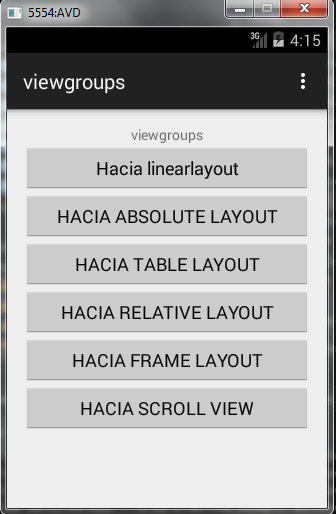 5554:AVD
3G 4:15
viewgroups
viewgroups
Hacia linearlayout
HACIA ABSOLUTE LAYOUT
HACIA TABLE LAYOUT
HACIA RELATIVE LAYOUT
HACIA FRAME LAYOUT
HACIA SCROLL VIEW